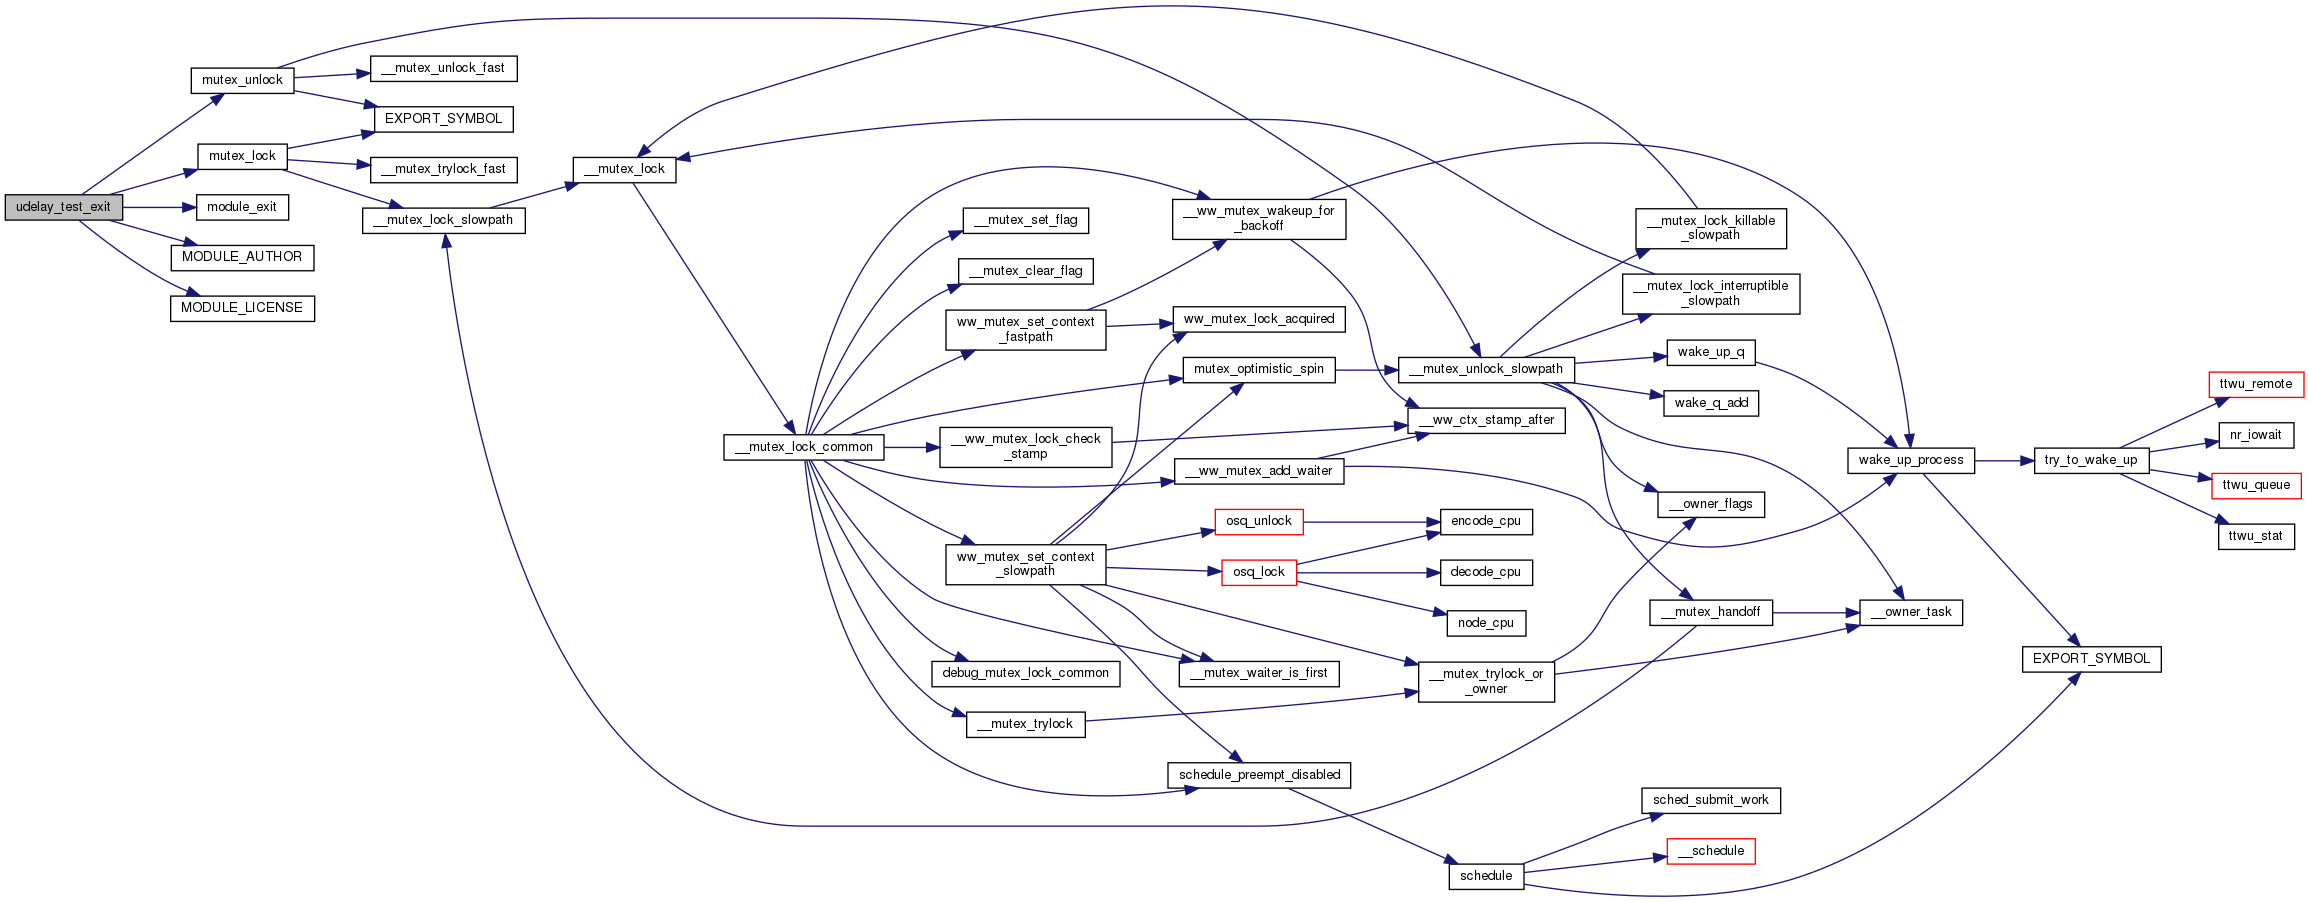 udelay_test_exit
mutex_unlock
mutex_lock
module_exit
MODULE_AUTHOR
MODULE_LICENSE
__mutex_unlock_fast
EXPORT_SYMBOL
__mutex_trylock_fast
__mutex_lock_slowpath
__mutex_lock
__mutex_lock_common
__mutex_set_flag
__mutex_clear_flag
ww_mutex_set_context
_fastpath
__ww_mutex_lock_check
_stamp
ww_mutex_set_context
_slowpath
debug_mutex_lock_common
__mutex_trylock
__ww_mutex_wakeup_for
_backoff
ww_mutex_lock_acquired
mutex_optimistic_spin
__ww_mutex_add_waiter
osq_unlock
osq_lock
__mutex_waiter_is_first
schedule_preempt_disabled
__mutex_unlock_slowpath
__ww_ctx_stamp_after
encode_cpu
decode_cpu
node_cpu
__mutex_trylock_or
_owner
schedule
__mutex_lock_killable
_slowpath
__mutex_lock_interruptible
_slowpath
wake_up_q
wake_q_add
__owner_flags
__mutex_handoff
sched_submit_work
__schedule
wake_up_process
__owner_task
try_to_wake_up
EXPORT_SYMBOL
ttwu_remote
nr_iowait
ttwu_queue
ttwu_stat